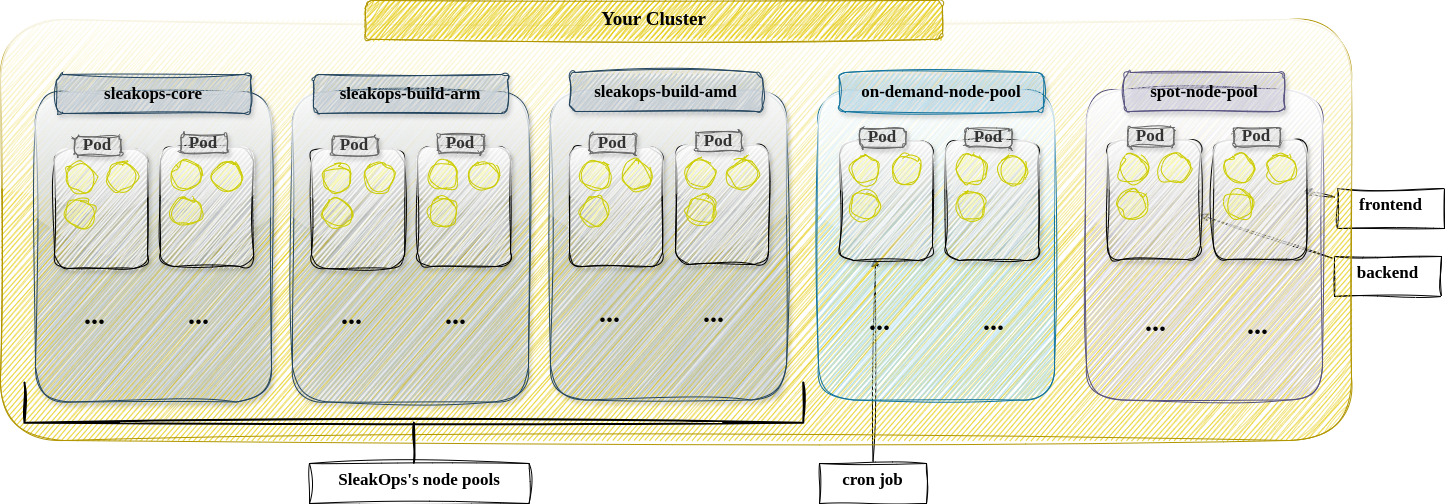 Your Cluster
sleakops-core
sleakops-build-arm
sleakops-build-amd
on-demand-node-pool
spot-node-pool
Pod
Pod
Pod
Pod
Pod
Pod
Pod
Pod
Pod
Pod
frontend
backend
...
...
...
...
...
...
...
...
...
...
SleakOps's node pools
cron job